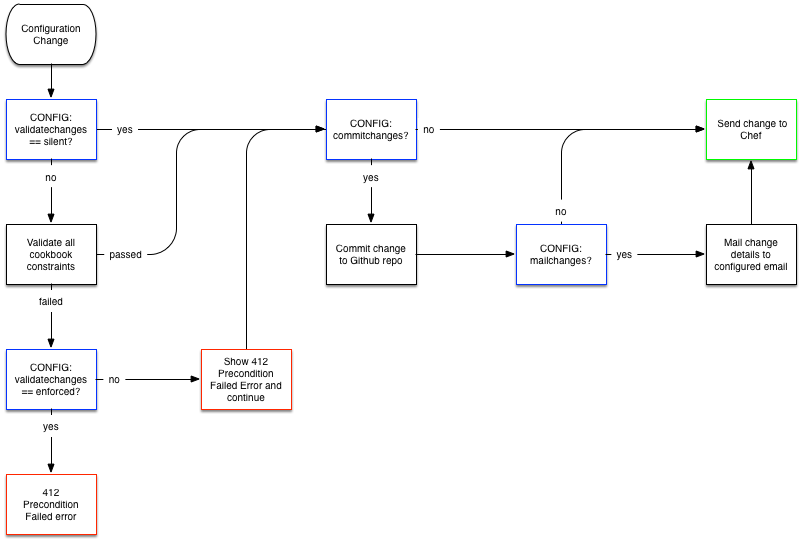 Configuration
Change
CONFIG:
validatechanges
== silent?
yes
CONFIG:
commitchanges?
no
Send change to
Chef
no
yes
no
Validate all
cookbook
constraints
passed
Commit change
to Github repo
CONFIG:
mailchanges?
yes
Mail change
details to
configured email
failed
CONFIG:
validatechanges
== enforced?
no
Show 412
Precondition
Failed Error and
continue
yes
412
Precondition
Failed error